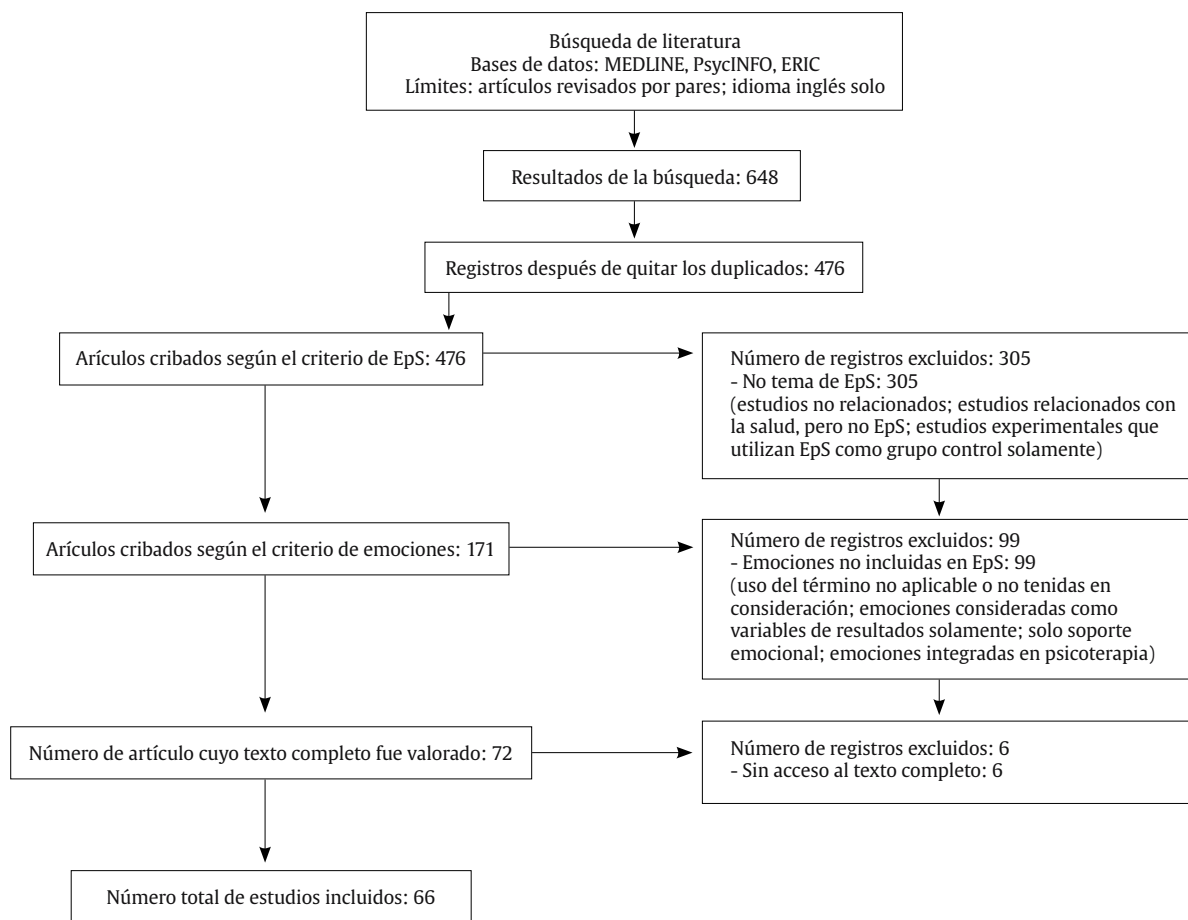 Búsqueda de literatura
Bases de datos: MEDLINE, PsycINFO, ERIC
Límites: artículos revisados por pares; idioma inglés solo
Resultados de la búsqueda: 648
Registros después de quitar los duplicados: 476
Arículos cribados según el criterio de EpS: 476
Número de registros excluidos: 305
- No tema de EpS: 305
(estudios no relacionados; estudios relacionados con
la salud, pero no EpS; estudios experimentales que
utilizan EpS como grupo control solamente)
Arículos cribados según el criterio de emociones: 171
Número de registros excluidos: 99
- Emociones no incluidas en EpS: 99
(uso del término no aplicable o no tenidas en
consideración; emociones consideradas como
variables de resultados solamente; solo soporte
emocional; emociones integradas en psicoterapia)
Número de artículo cuyo texto completo fue valorado: 72
Número de registros excluidos: 6
- Sin acceso al texto completo: 6
Número total de estudios incluidos: 66